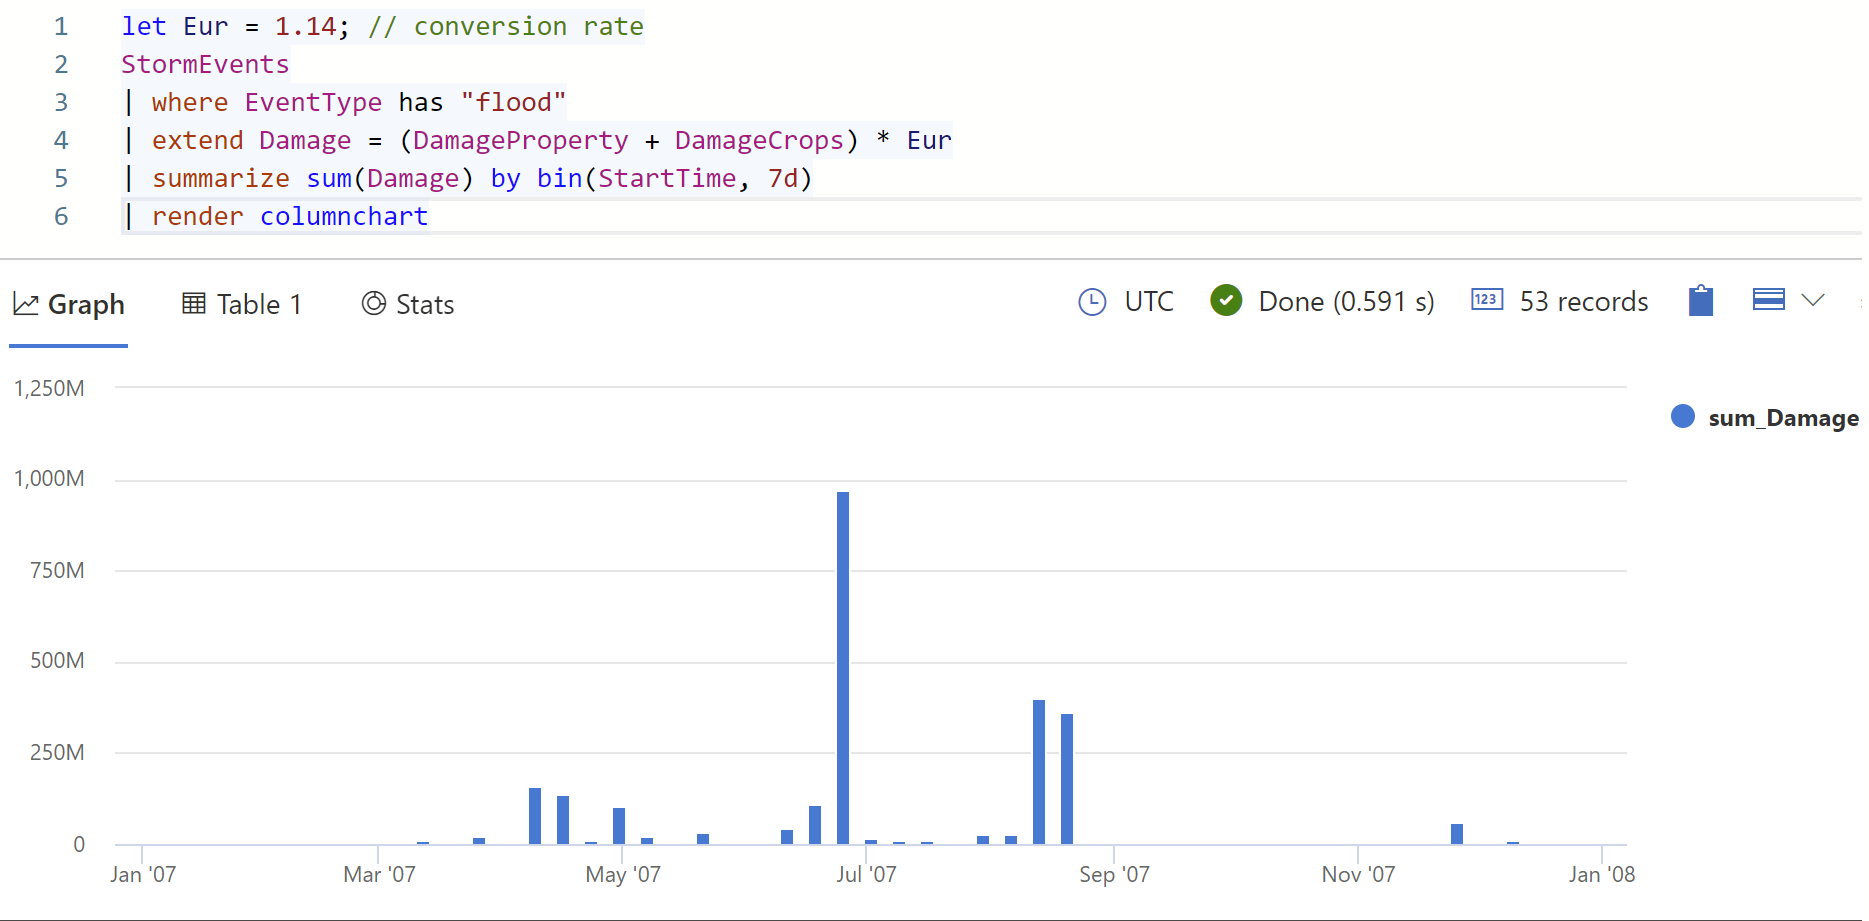 1 let Eur = 1.14; // conversion rate
2 StormEvents
3 | where EventType has "flood"
4 | extend Damage = (DamageProperty + DamageCrops) * Eur
5 | summarize sum(Damage) by bin(StartTime, 7d)
6 | render columnchart
Graph Table 1 Stats UTC Done (0.591 s) 123 53 records
1,250M
sum_Damage
1,000M
750M
500M
250M
0
Jan '07 Mar '07 May '07 Jul '07 Sep '07 Nov '07 Jan '08